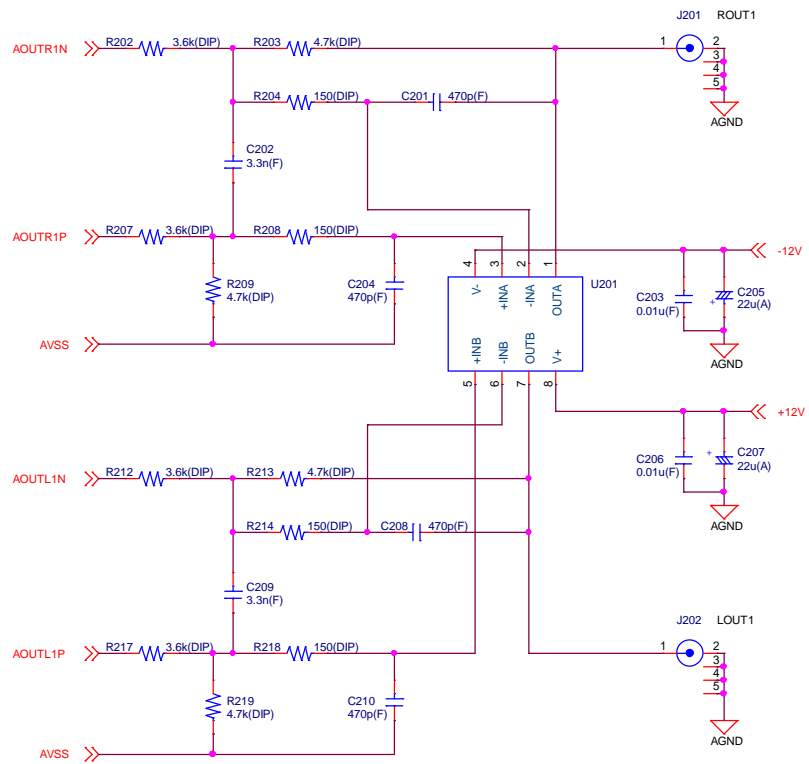 J201 ROUT1
AOUTR1N R202 3.6k(DIP) R203 4.7k(DIP) 1 2
3
4
5
R204 150(DIP) C201 470p(F)
AGND
C202
3.3n(F)
AOUTR1P R207 3.6k(DIP) R208 150(DIP)
-12V
4 3 2 1
R209
4.7k(DIP)
C204
470p(F)
V- +INA -INA OUTA
U201
C203
0.01u(F)
+ C205
22u(A)
AVSS
+INB -INB OUTB V+
AGND
5 6 7 8
+12V
C206
0.01u(F)
+ C207
22u(A)
AOUTL1N R212 3.6k(DIP) R213 4.7k(DIP)
AGND
R214 150(DIP) C208 470p(F)
C209
3.3n(F)
J202 LOUT1
AOUTL1P R217 3.6k(DIP) R218 150(DIP) 1 2
3
4
5
R219
4.7k(DIP)
C210
470p(F)
AGND
AVSS